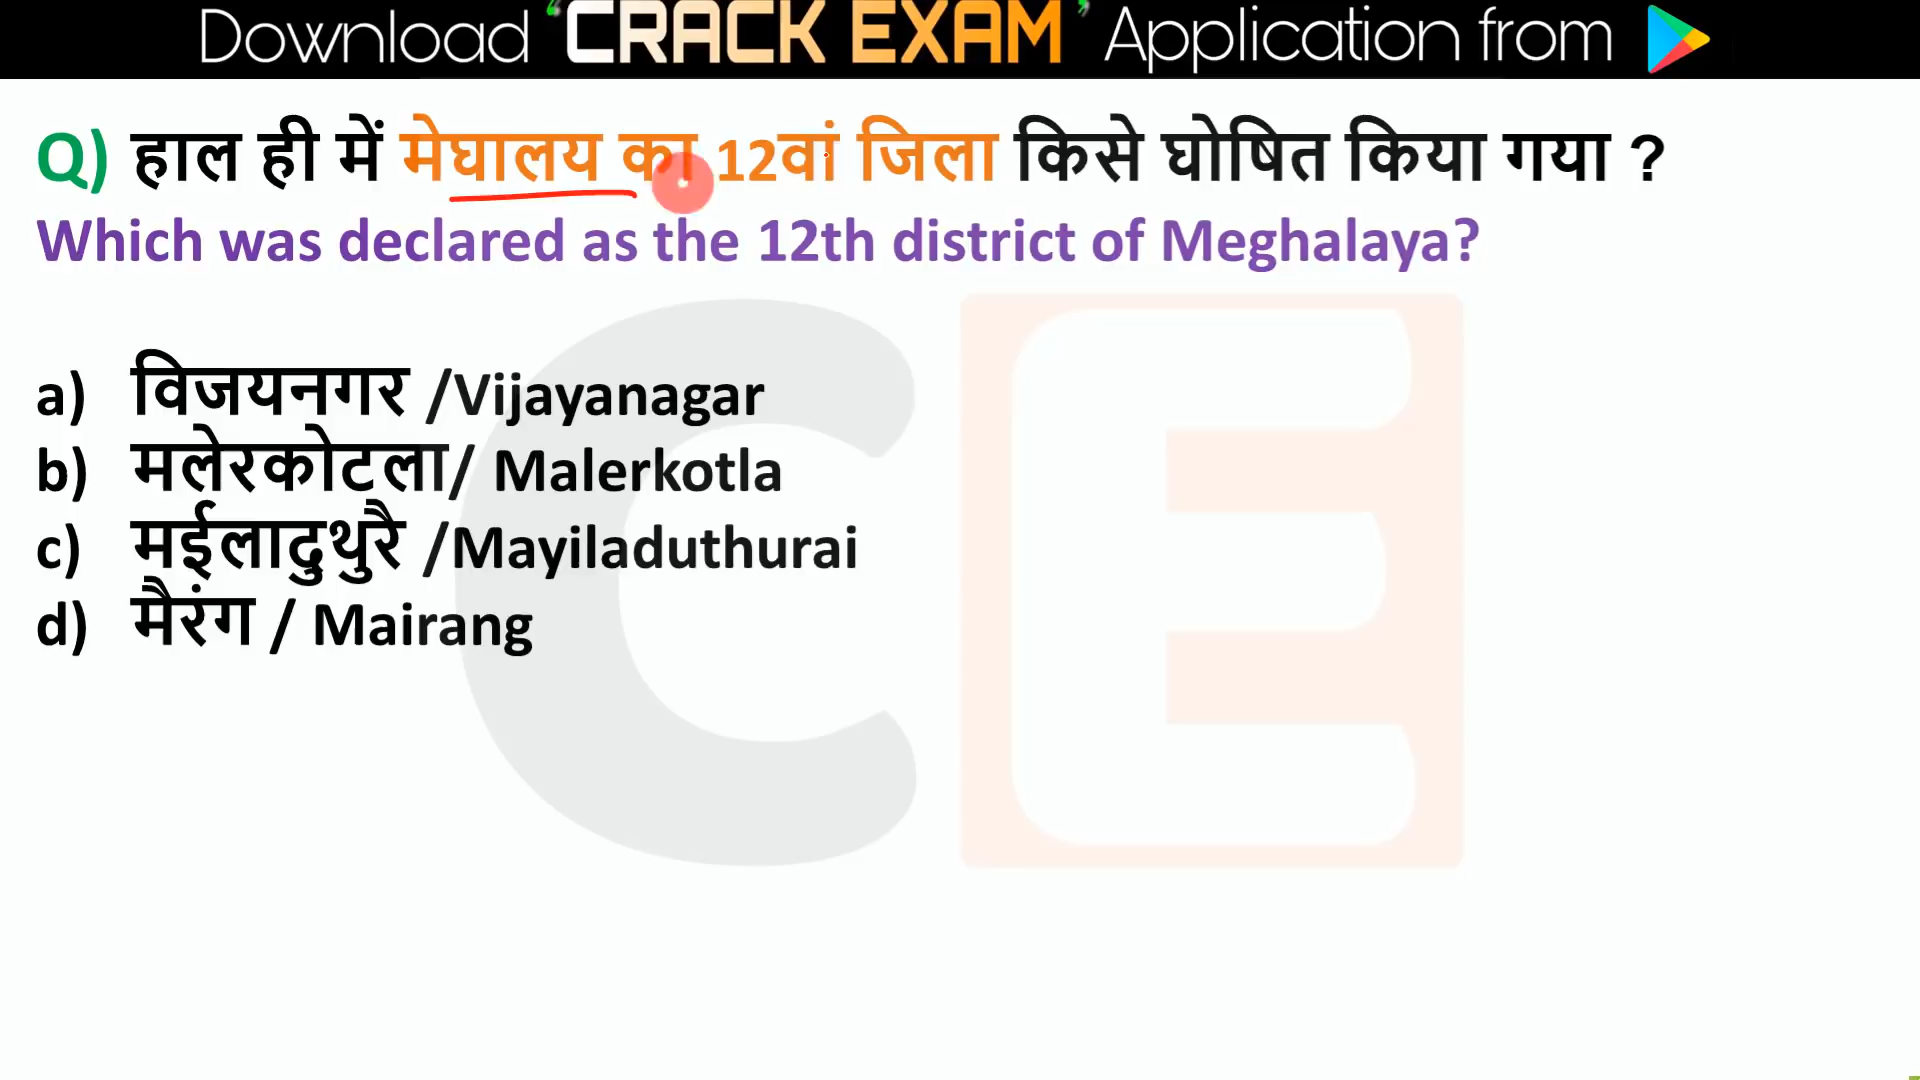 Download ‘CRACK EXAM’ Application from
Q) हाल ही में मेघालय का 12वां जिला किसे घोषित किया गया ?
Which was declared as the 12th district of Meghalaya?
a) विजयनगर /Vijayanagar
b) मलेरकोटला/ Malerkotla
c) मईलादुथुरै /Mayiladuthurai
d) मैरंग / Mairang
CE